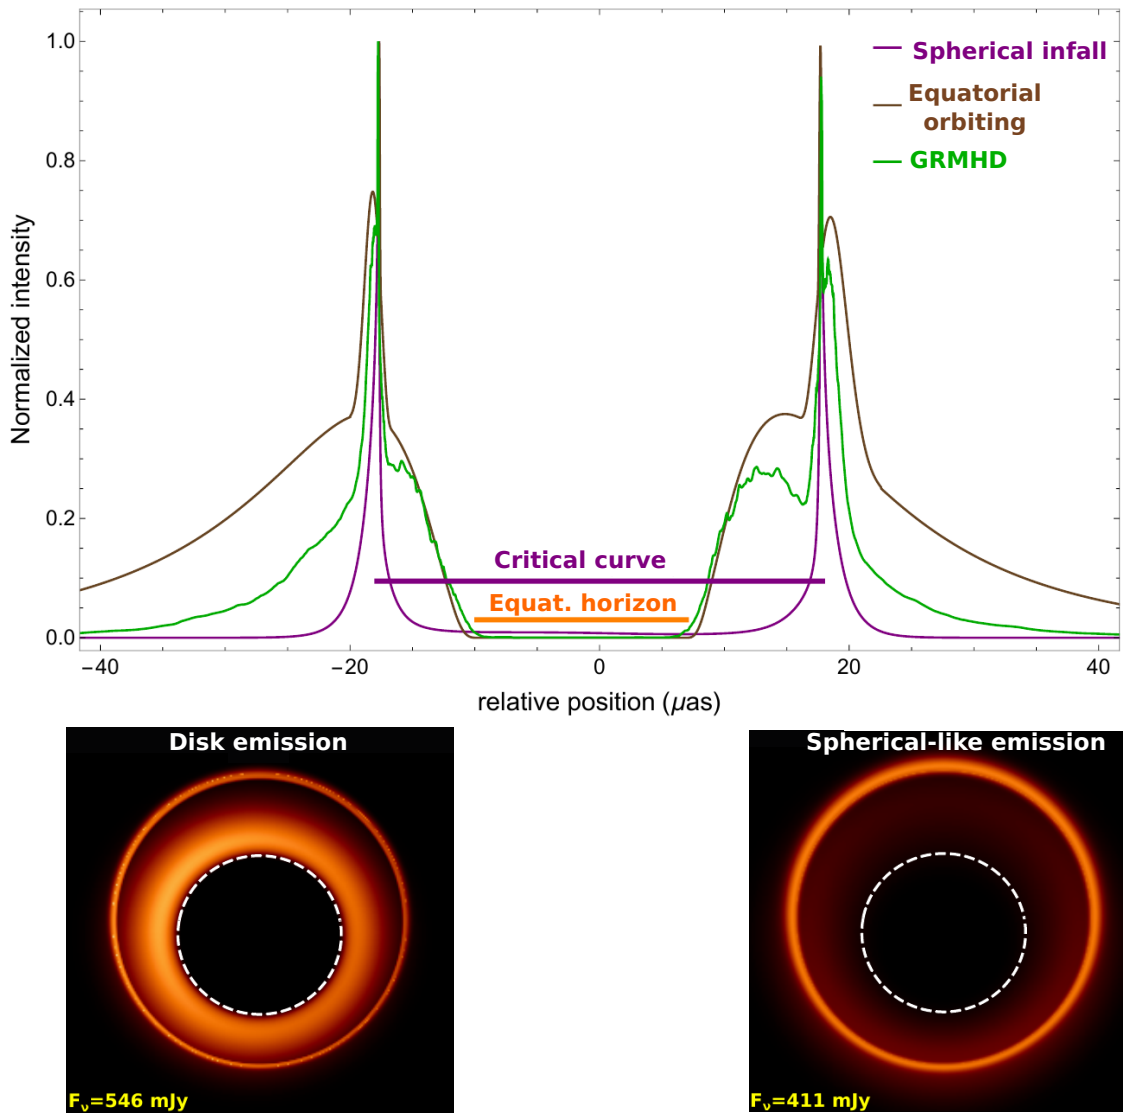 Normalized intensity
1.0
0.8
0.6
0.4
0.2
0.0
Spherical infall
Equatorial
orbiting
GRMHD
Critical curve
Equat. horizon
−40 −20 0 20 40
relative position (μas)
Disk emission
Fν=546 mJy
Spherical-like emission
Fν=411 mJy